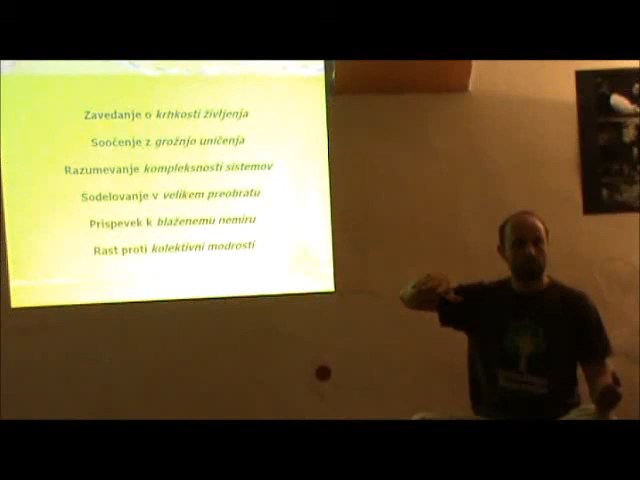 Zavedanje o krhkosti življenja
Soočenje z grožnjo uničenja
Razumevanje kompleksnosti sistemov
Sodelovanje v velikem preobratu
Prispevek k blaženemu nemiru
Rast proti kolektivni modrosti